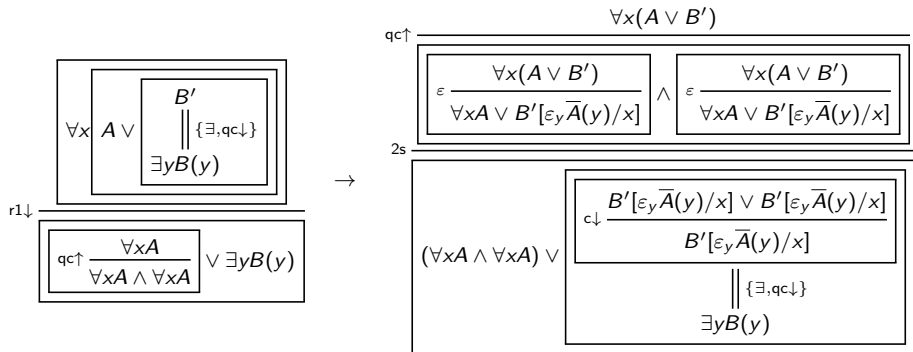 ∀x(A ∨ B′)
qc↑
∀x(A ∨ B′) ∀x(A ∨ B′)
ε ∧ ε
∀xA ∨ B′[ε_y A̅(y)/x] ∀xA ∨ B′[ε_y A̅(y)/x]
2s
B′
∀x A ∨ {∃,qc↓}
∃yB(y)
r1↓
∀xA
qc↑ ∨ ∃yB(y)
∀xA ∧ ∀xA
→
B′[ε_y A̅(y)/x] ∨ B′[ε_y A̅(y)/x]
c↓
B′[ε_y A̅(y)/x]
(∀xA ∧ ∀xA) ∨
{∃,qc↓}
∃yB(y)